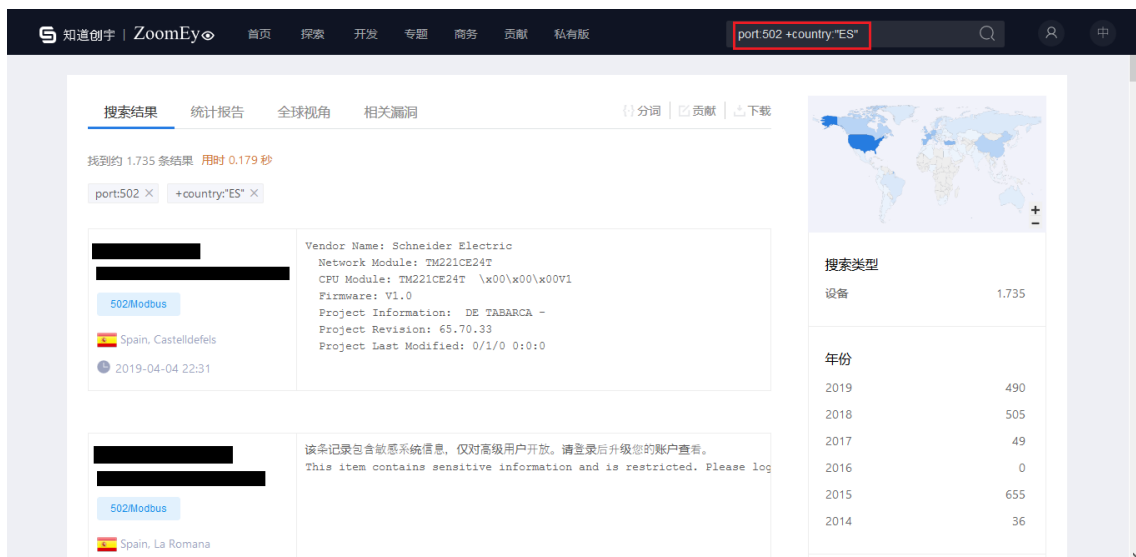 知道创宇 | ZoomEye 首页 探索 开发 专题 商务 贡献 私有版 port:502 +country:"ES" 中
搜索结果 统计报告 全球视角 相关漏洞 分词 贡献 下载
找到约 1.735 条结果 用时 0.179 秒
port:502 × +country:"ES" ×
502/Modbus
Spain, Castelldefels
2019-04-04 22:31
Vendor Name: Schneider Electric
Network Module: TM221CE24T
CPU Module: TM221CE24T \x00\x00\x00V1
Firmware: V1.0
Project Information: DE TABARCA -
Project Revision: 65.70.33
Project Last Modified: 0/1/0 0:0:0
502/Modbus
Spain, La Romana
该条记录包含敏感系统信息，仅对高级用户开放。请登录后升级您的账户查看。
This item contains sensitive information and is restricted. Please log
+
−
搜索类型
设备 1.735
年份
2019 490
2018 505
2017 49
2016 0
2015 655
2014 36